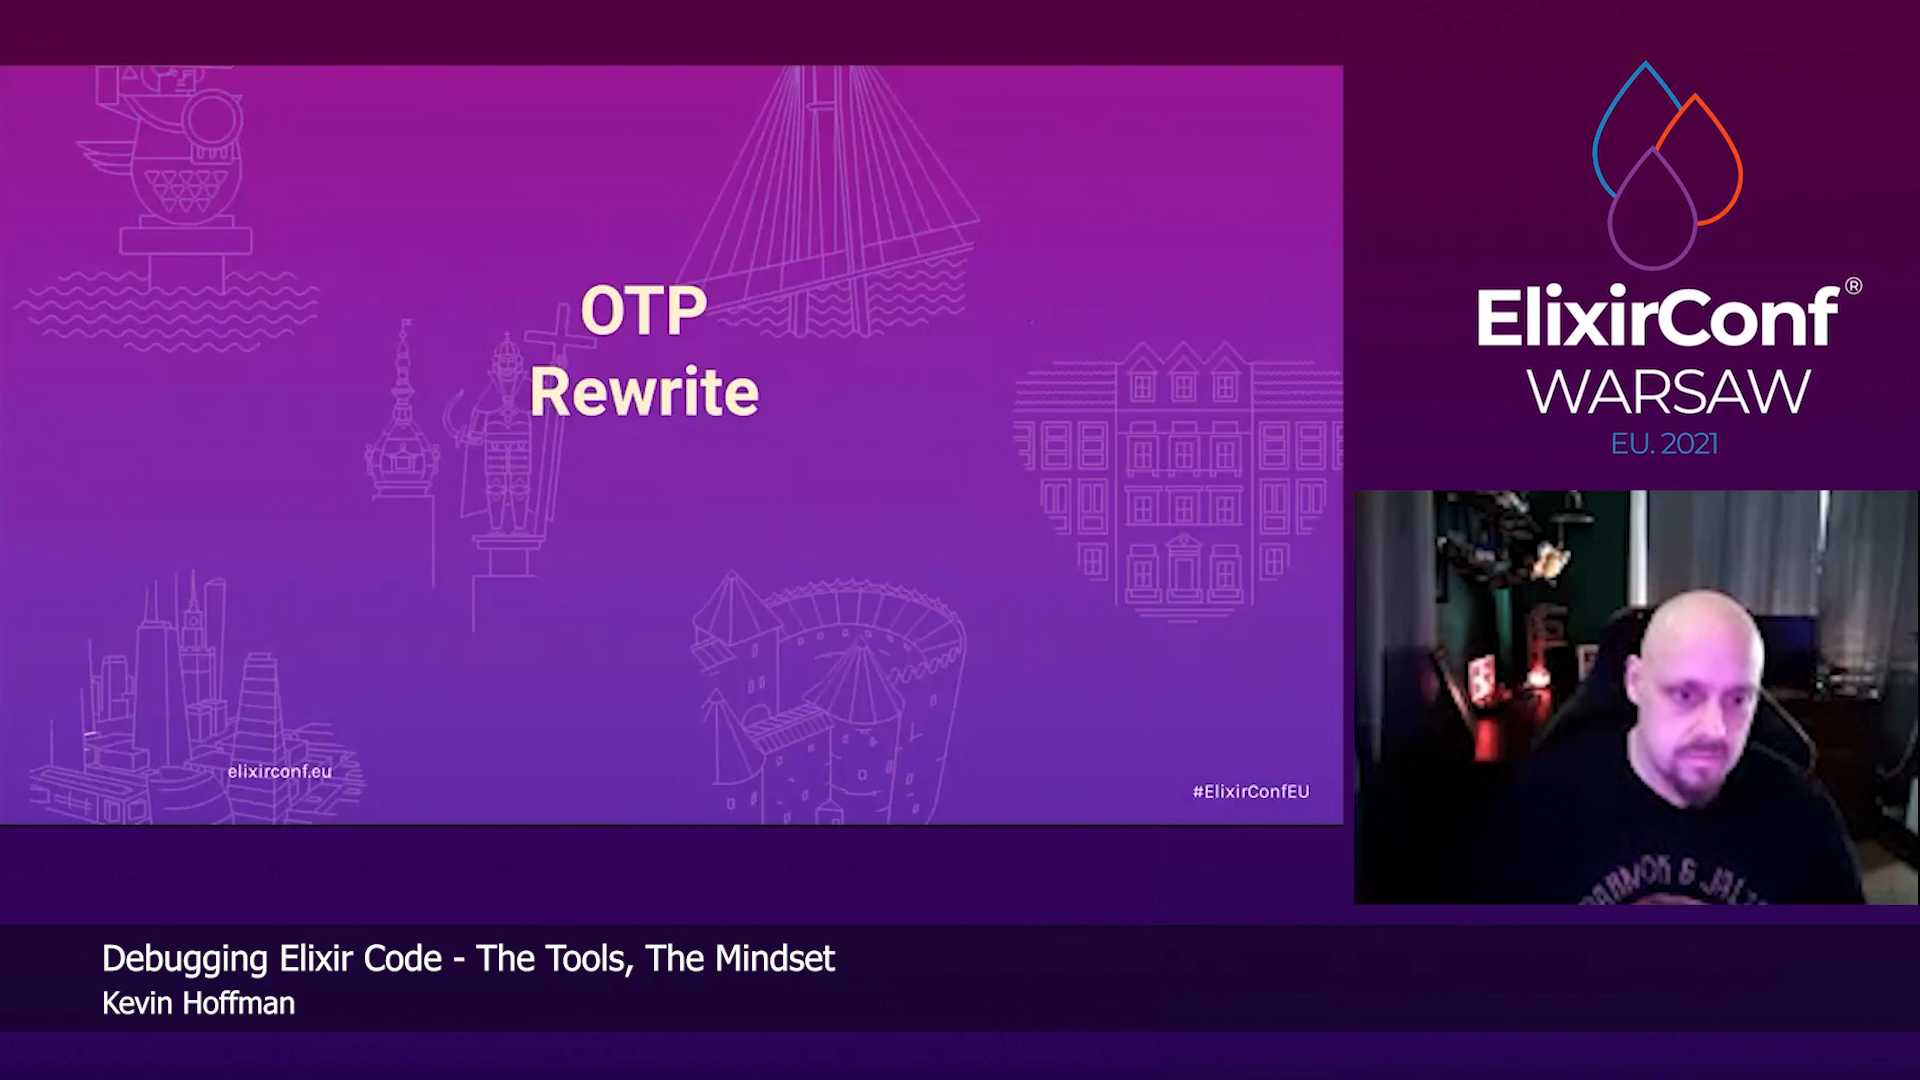 OTP
Rewrite
elixirconf.eu
#ElixirConfEU
ElixirConf®
WARSAW
EU. 2021
Debugging Elixir Code - The Tools, The Mindset
Kevin Hoffman